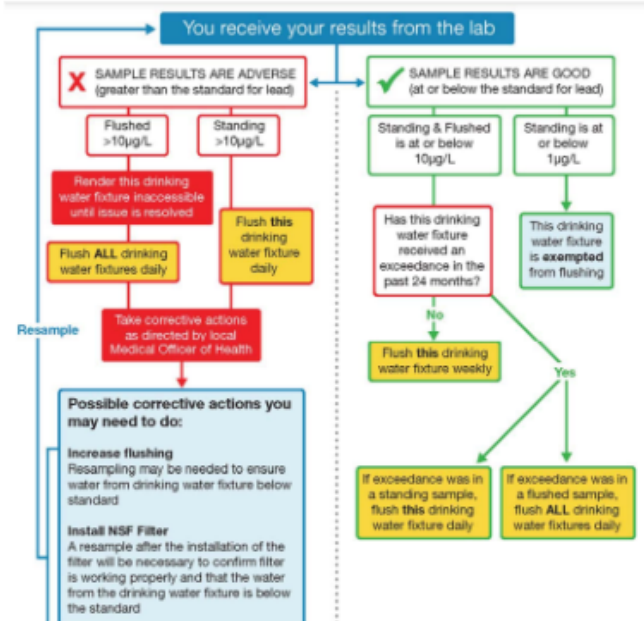 You receive your results from the lab
X
SAMPLE RESULTS ARE ADVERSE
(greater than the standard for lead)
Flushed
>10µg/L
Standing
>10µg/L
Render this drinking
water fixture inaccessible
until issue is resolved
Flush ALL drinking
water fixtures daily
Flush this
drinking
water fixture
daily
Take corrective actions
as directed by local
Medical Officer of Health
Resample
Possible corrective actions you
may need to do:
Increase flushing
Resampling may be needed to ensure
water from drinking water fixture below
standard
Install NSF Filter
A resample after the installation of the
filter will be necessary to confirm filter
is working properly and that the water
from the drinking water fixture is below
the standard
SAMPLE RESULTS ARE GOOD
(at or below the standard for lead)
Standing & Flushed
is at or below
10µg/L
Standing is at
or below
1µg/L
Has this drinking
water fixture
received an
exceedance in the
past 24 months?
This drinking
water fixture
is exempted
from flushing
No
Flush this drinking
water fixture weekly
Yes
If exceedance was in
a standing sample,
flush this drinking
water fixture daily
If exceedance was in
a flushed sample,
flush ALL drinking
water fixtures daily